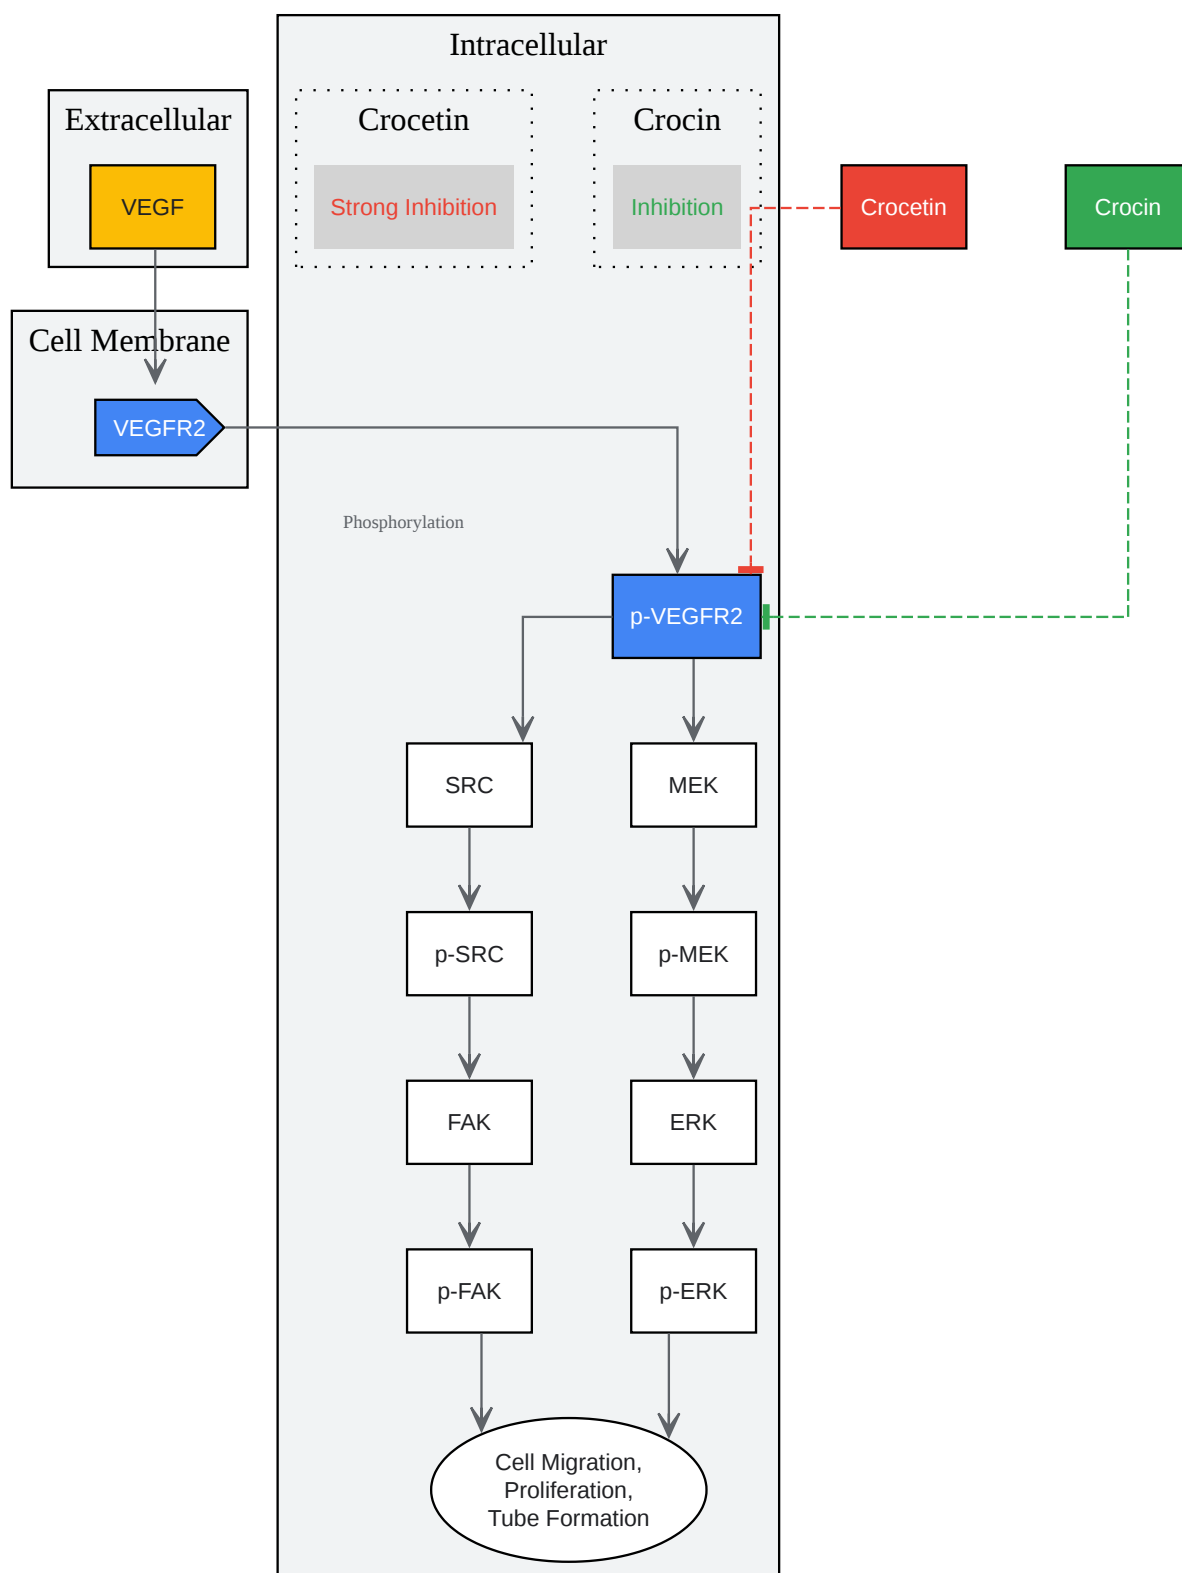 Intracellular
Extracellular
Crocetin
Crocin
VEGF
Strong Inhibition
Inhibition
Crocetin
Crocin
Cell Membrane
VEGFR2
Phosphorylation
p-VEGFR2
SRC
MEK
p-SRC
p-MEK
FAK
ERK
p-FAK
p-ERK
Cell Migration,
Proliferation,
Tube Formation